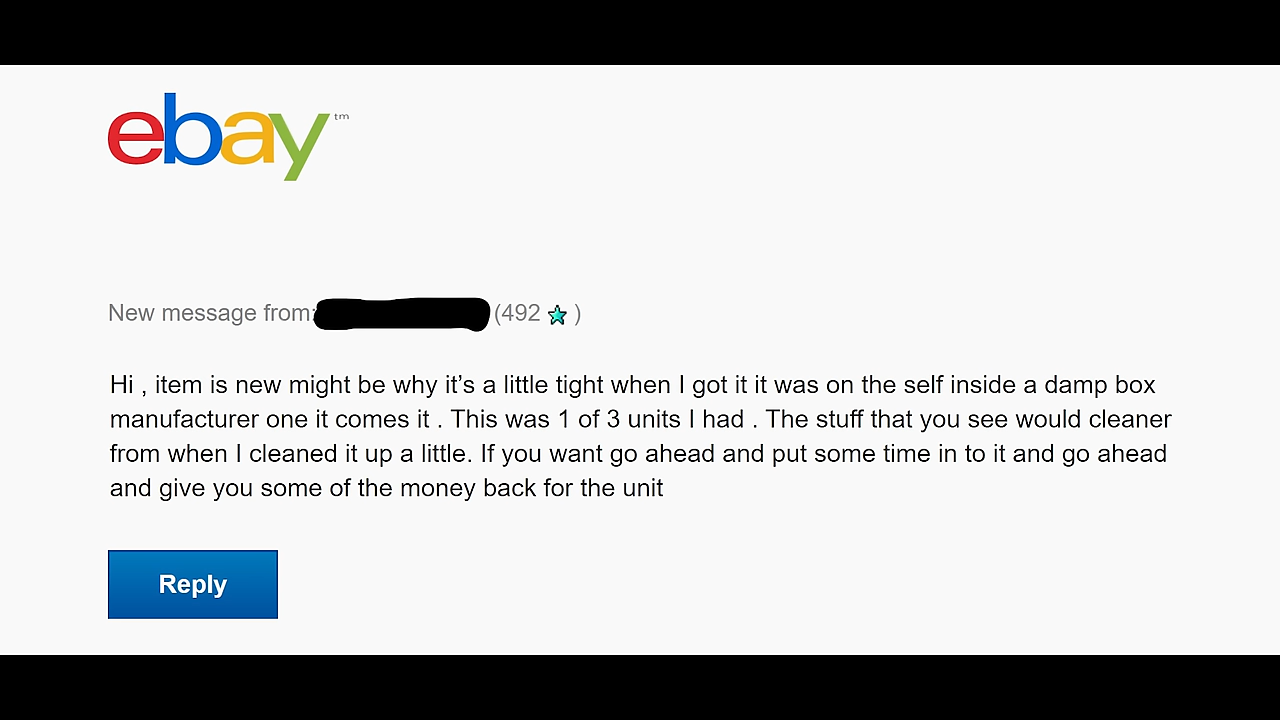 ebay™
New message from: (492 )
Hi , item is new might be why it’s a little tight when I got it it was on the self inside a damp box
manufacturer one it comes it . This was 1 of 3 units I had . The stuff that you see would cleaner
from when I cleaned it up a little. If you want go ahead and put some time in to it and go ahead
and give you some of the money back for the unit
Reply